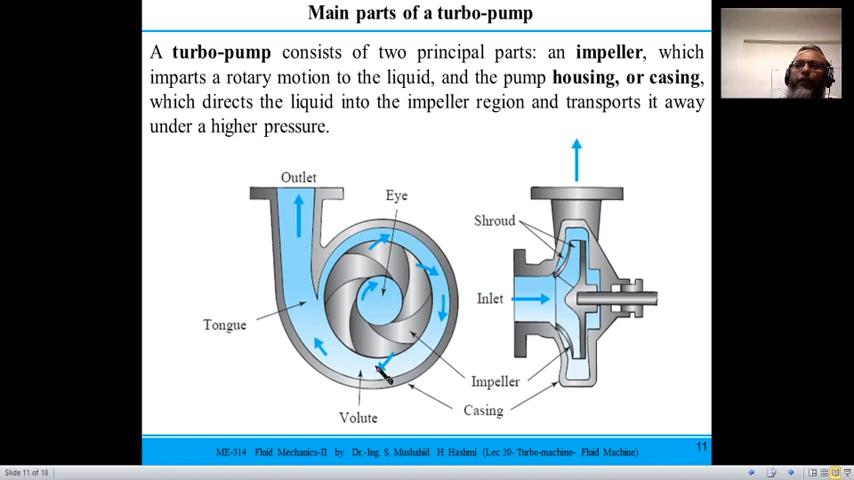 Main parts of a turbo-pump
A turbo-pump consists of two principal parts: an impeller, which
imparts a rotary motion to the liquid, and the pump housing, or casing,
which directs the liquid into the impeller region and transports it away
under a higher pressure.
Outlet
Eye
Shroud
Inlet
Tongue
Impeller
Casing
Volute
ME-314 Fluid Mechanics-II by Dr.-Ing. S. Mushahid H Hashmi (Lec 20- Turbo-machine- Fluid Machine)
11
Slide 11 of 18